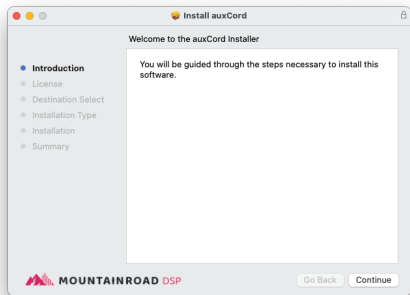 Install auxCord
Welcome to the auxCord Installer
Introduction
License
Destination Select
Installation Type
Installation
Summary
You will be guided through the steps necessary to install this
software.
MOUNTAINROAD DSP
Go Back
Continue